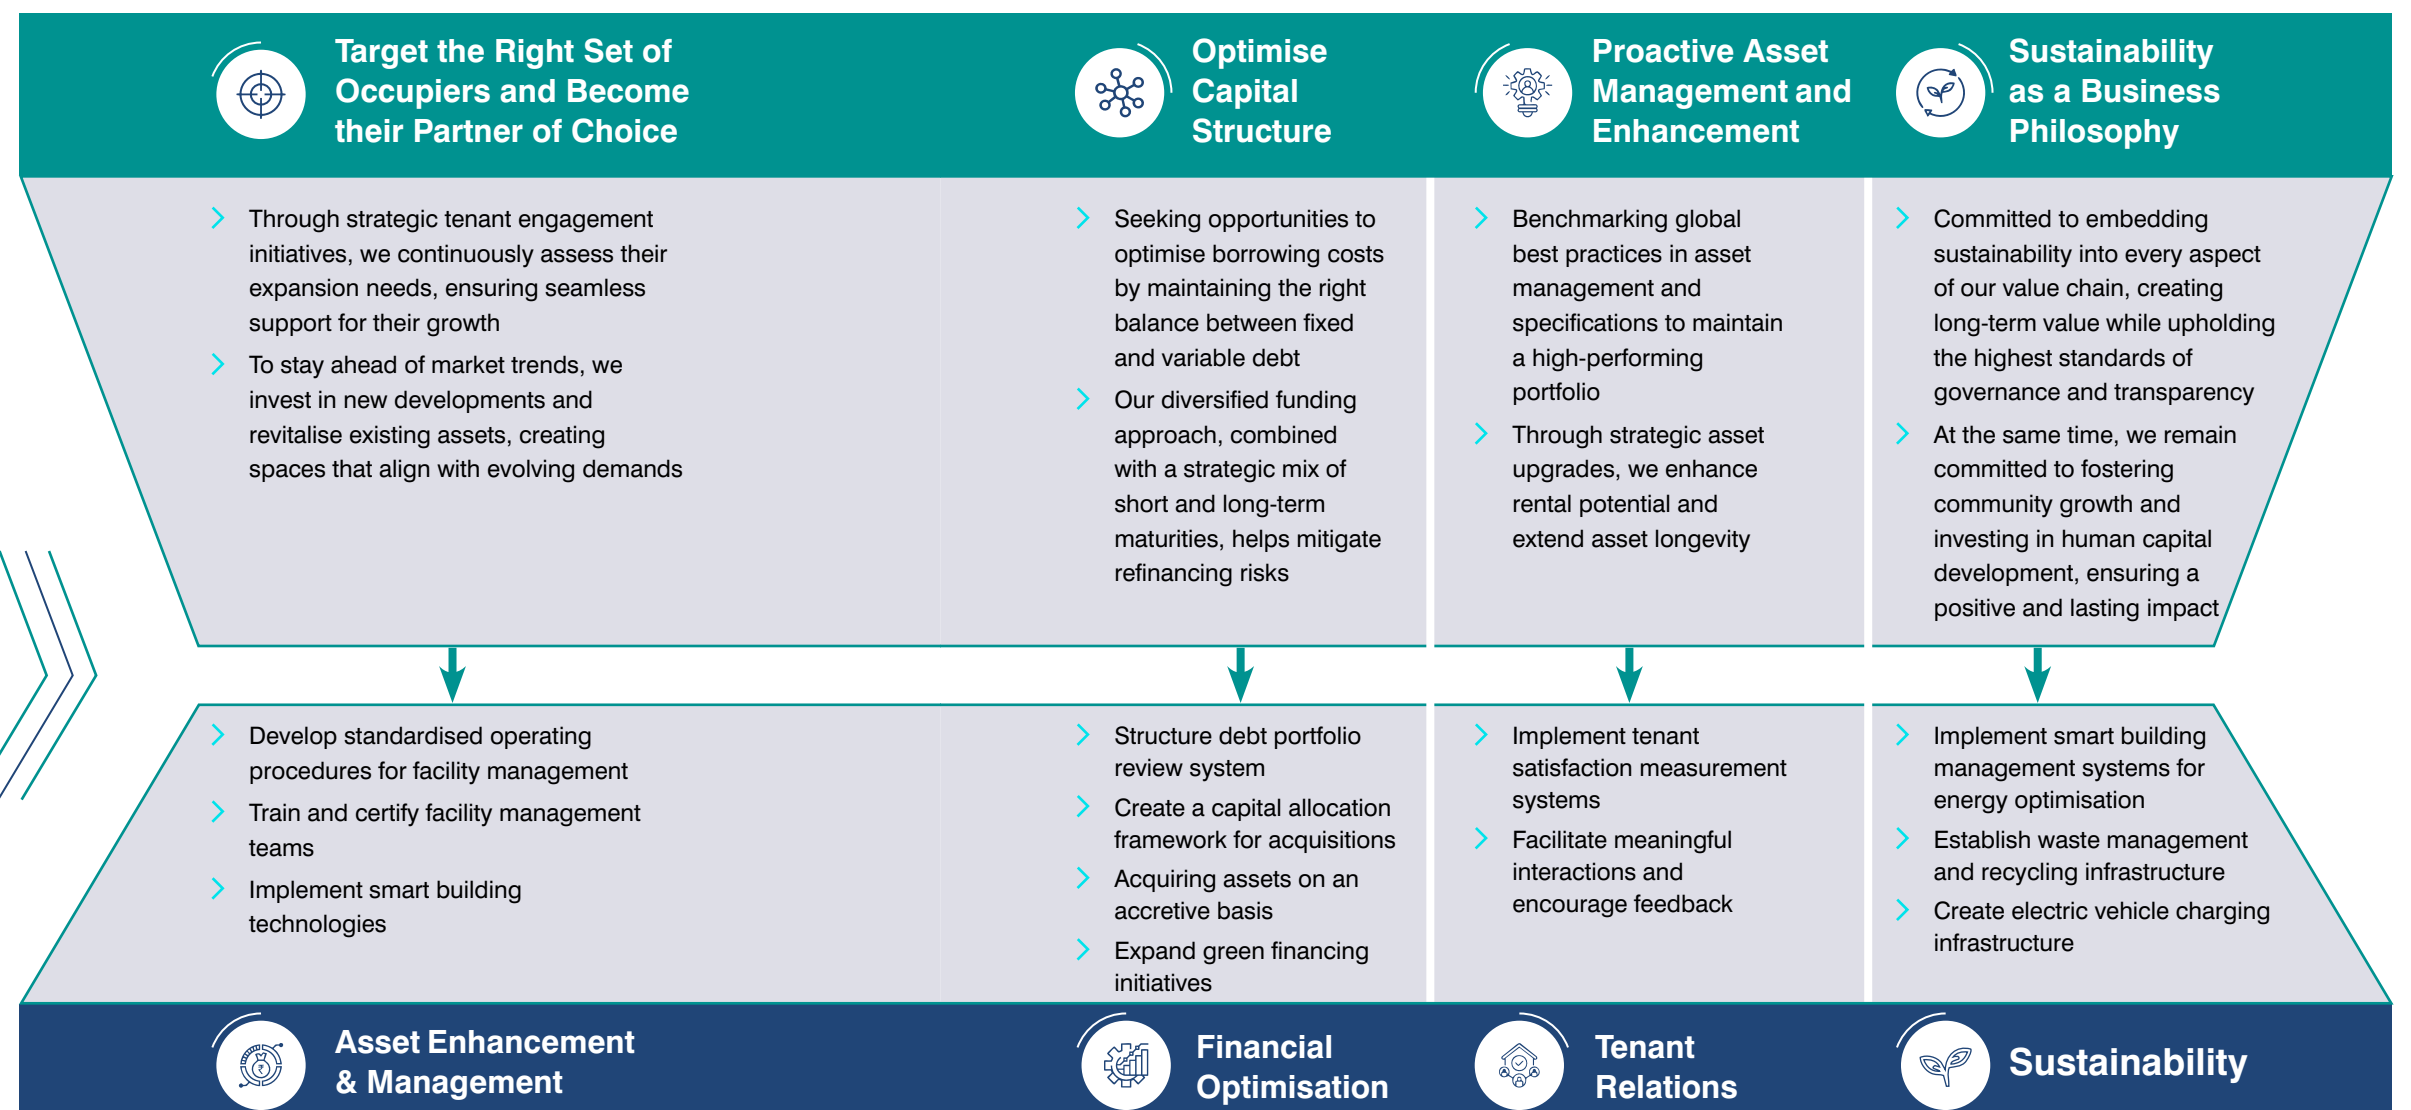 Target the Right Set of
Occupiers and Become
their Partner of Choice
Optimise
Capital
Structure
Proactive Asset
Management and
Enhancement
Sustainability
as a Business
Philosophy
Through strategic tenant engagement
initiatives, we continuously assess their
expansion needs, ensuring seamless
support for their growth
To stay ahead of market trends, we
invest in new developments and
revitalise existing assets, creating
spaces that align with evolving demands
Seeking opportunities to
optimise borrowing costs
by maintaining the right
balance between fixed
and variable debt
Our diversified funding
approach, combined
with a strategic mix of
short and long-term
maturities, helps mitigate
refinancing risks
Benchmarking global
best practices in asset
management and
specifications to maintain
a high-performing
portfolio
Through strategic asset
upgrades, we enhance
rental potential and
extend asset longevity
Committed to embedding
sustainability into every aspect
of our value chain, creating
long-term value while upholding
the highest standards of
governance and transparency
At the same time, we remain
committed to fostering
community growth and
investing in human capital
development, ensuring a
positive and lasting impact
Develop standardised operating
procedures for facility management
Train and certify facility management
teams
Implement smart building
technologies
Structure debt portfolio
review system
Create a capital allocation
framework for acquisitions
Acquiring assets on an
accretive basis
Expand green financing
initiatives
Implement tenant
satisfaction measurement
systems
Facilitate meaningful
interactions and
encourage feedback
Implement smart building
management systems for
energy optimisation
Establish waste management
and recycling infrastructure
Create electric vehicle charging
infrastructure
₹
Asset Enhancement
& Management
Financial
Optimisation
Tenant
Relations
Sustainability